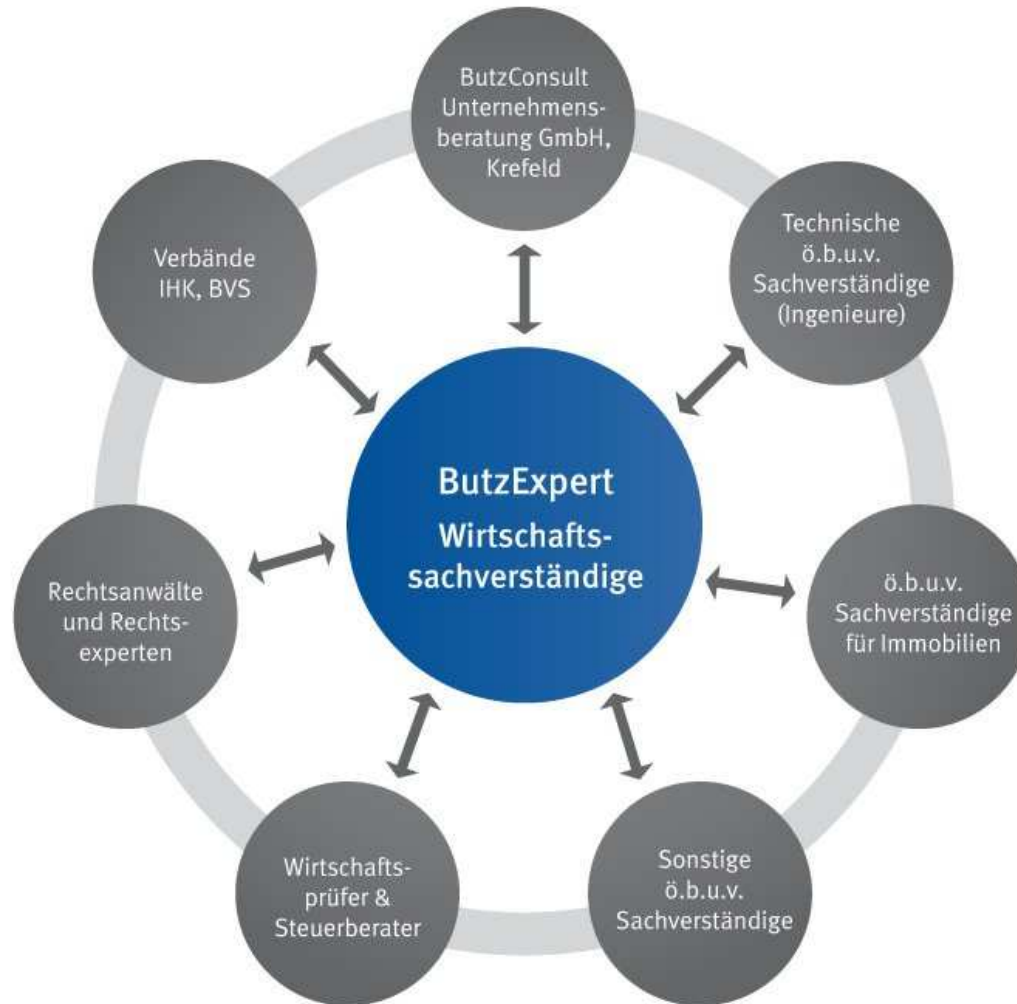 ButzConsult
Unternehmens-
beratung GmbH,
Krefeld
Technische
ö.b.u.v.
Sachverständige
(Ingenieure)
Verbände
IHK, BVS
ButzExpert
Wirtschafts-
sachverständige
ö.b.u.v.
Sachverständige
für Immobilien
Rechtsanwälte
und Rechts-
experten
Sonstige
ö.b.u.v.
Sachverständige
Wirtschafts-
prüfer &
Steuerberater